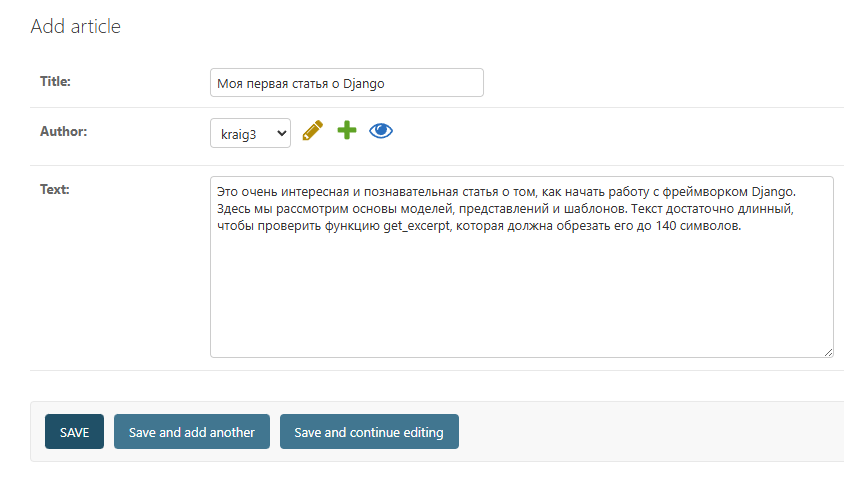 Add article
Title:
Моя первая статья о Django
Author:
kraig3
Text:
Это очень интересная и познавательная статья о том, как начать работу с фреймворком Django.
Здесь мы рассмотрим основы моделей, представлений и шаблонов. Текст достаточно длинный,
чтобы проверить функцию get_excerpt, которая должна обрезать его до 140 символов.
SAVE
Save and add another
Save and continue editing